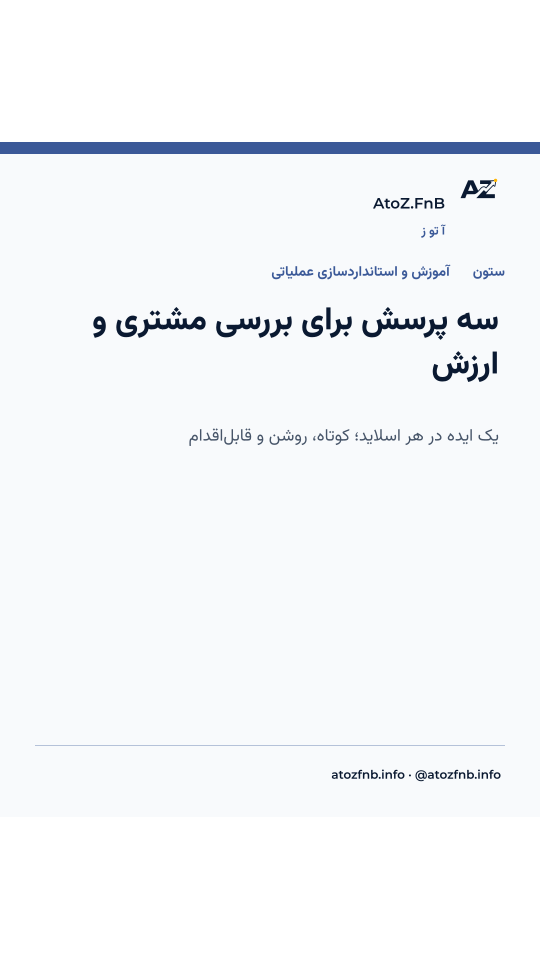 AZ
AtoZ.FnB
آ تو ز
ستون آموزش و استانداردسازی عملیاتی
سه پرسش برای بررسی مشتری و
ارزش
یک ایده در هر اسلاید؛ کوتاه، روشن و قابل‌اقدام
atozfnb.info · @atozfnb.info